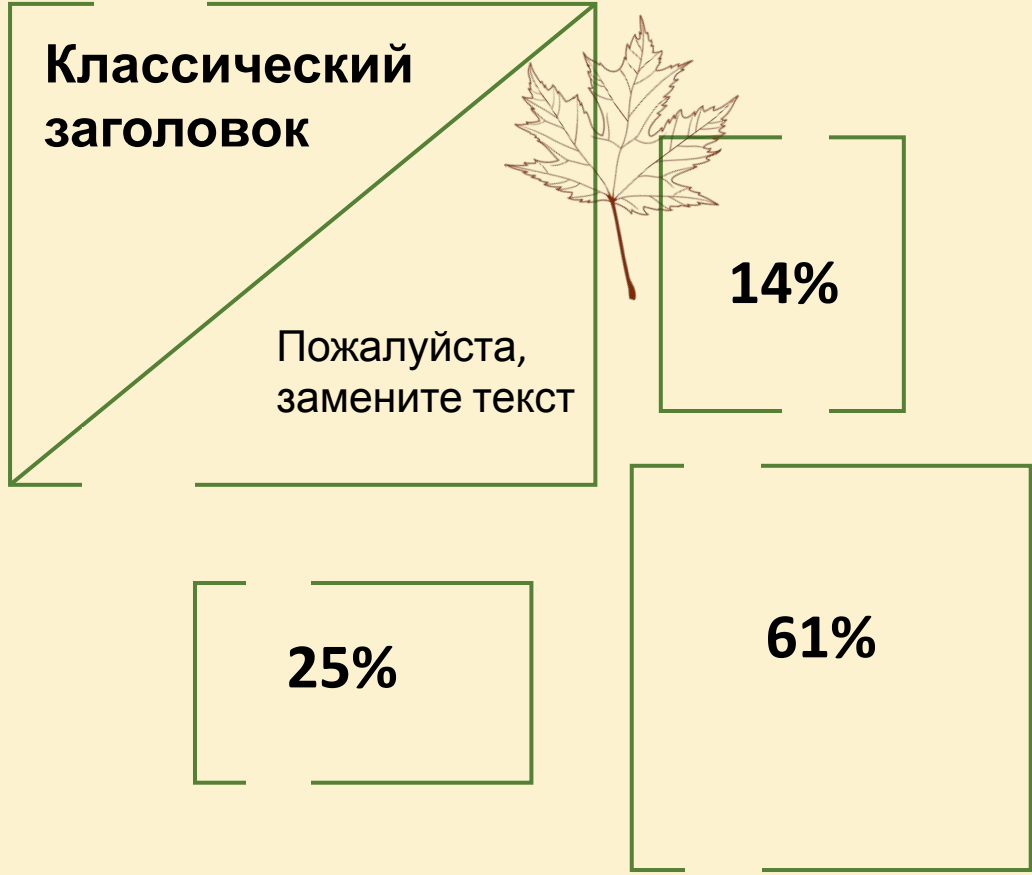 Классический
заголовок
Пожалуйста,
замените текст
14%
25%
61%